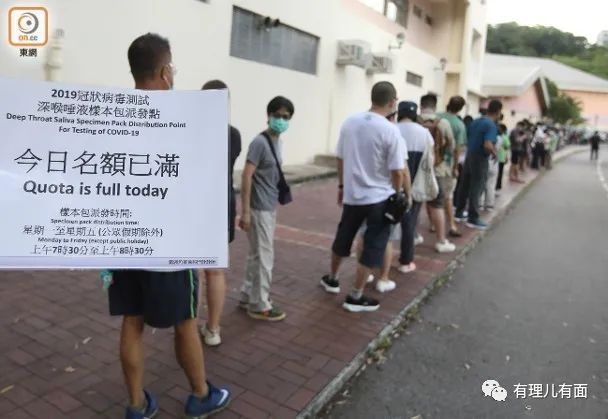 on.cc
東網
2019冠狀病毒測試
深喉唾液樣本包派發點
Deep Throat Saliva Specimen Pack Distribution Point
For Testing of COVID-19
今日名額已滿
Quota is full today
樣本包派發時間:
Specimen pack distribution time:
星期一至星期五 (公眾假期除外)
Monday to Friday (except public holiday)
上午7時30分至上午8時30分
有理儿有面